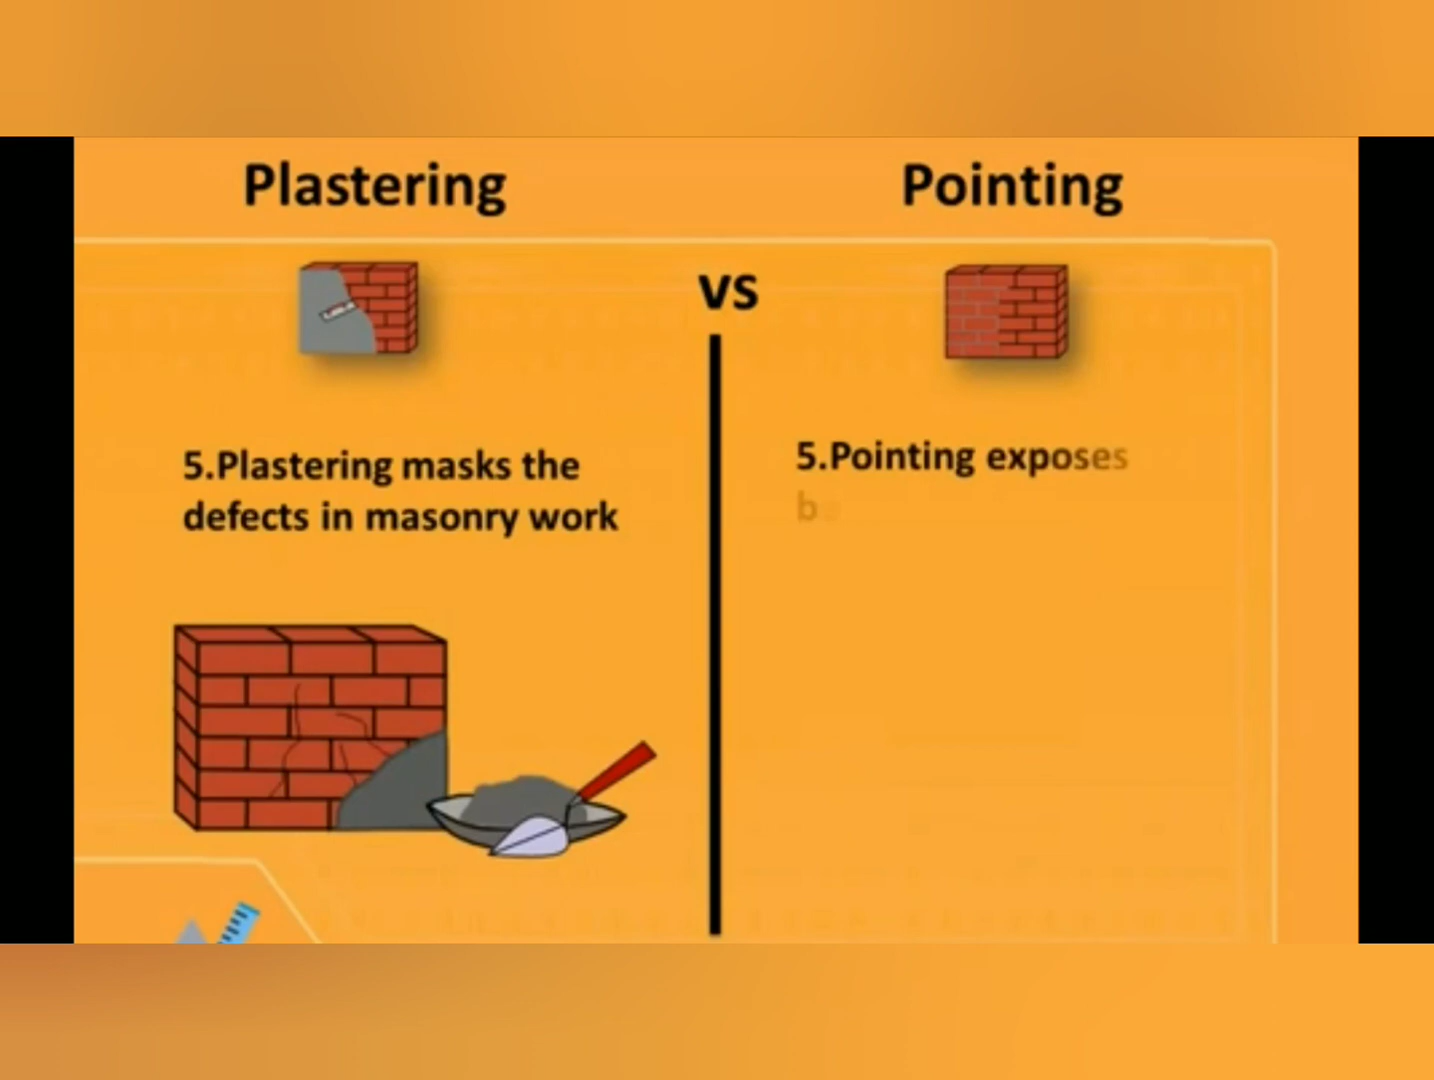 Plastering
Pointing
vs
5.Plastering masks the
defects in masonry work
5.Pointing exposes